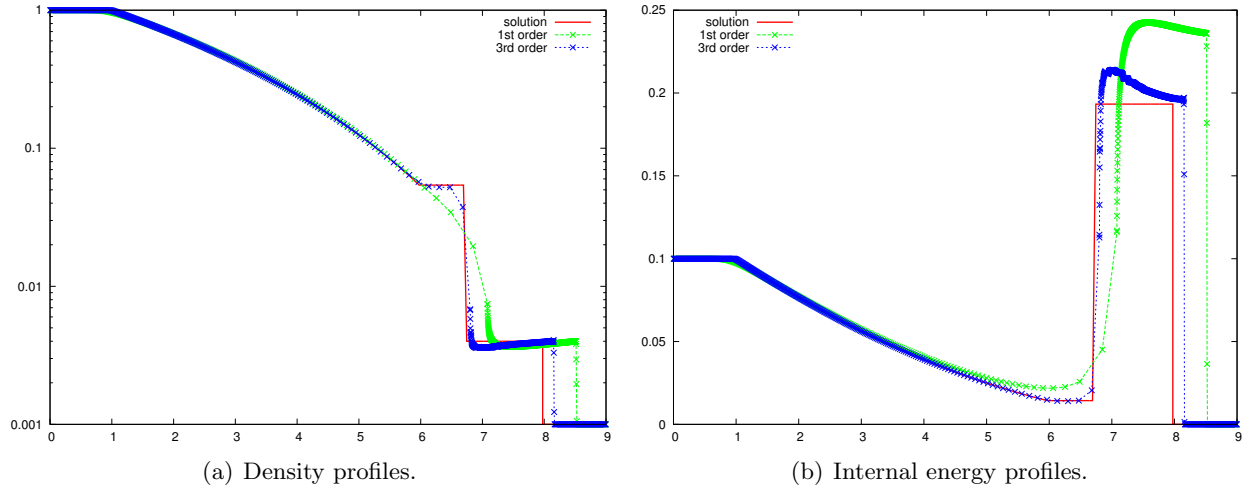 1
0.1
0.01
0.001
0 1 2 3 4 5 6 7 8 9
solution
1st order
3rd order
(a) Density profiles.
0.25
0.2
0.15
0.1
0.05
0
0 1 2 3 4 5 6 7 8 9
solution
1st order
3rd order
(b) Internal energy profiles.